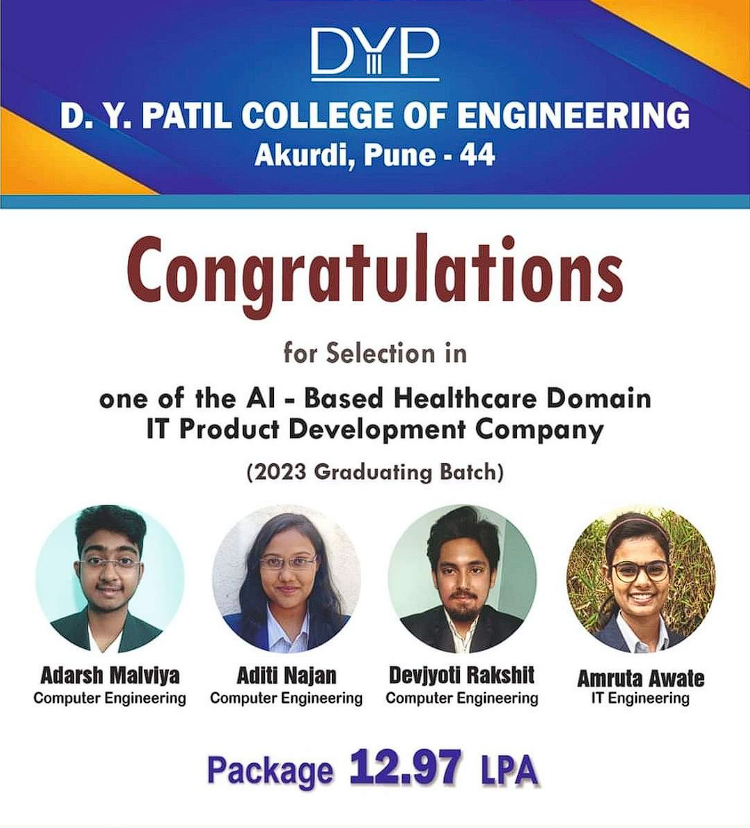 DYP
D. Y. PATIL COLLEGE OF ENGINEERING
Akurdi, Pune - 44
Congratulations
for Selection in
one of the AI - Based Healthcare Domain
IT Product Development Company
(2023 Graduating Batch)
Adarsh Malviya
Computer Engineering
Aditi Najan
Computer Engineering
Devjyoti Rakshit
Computer Engineering
Amruta Awate
IT Engineering
Package 12.97 LPA